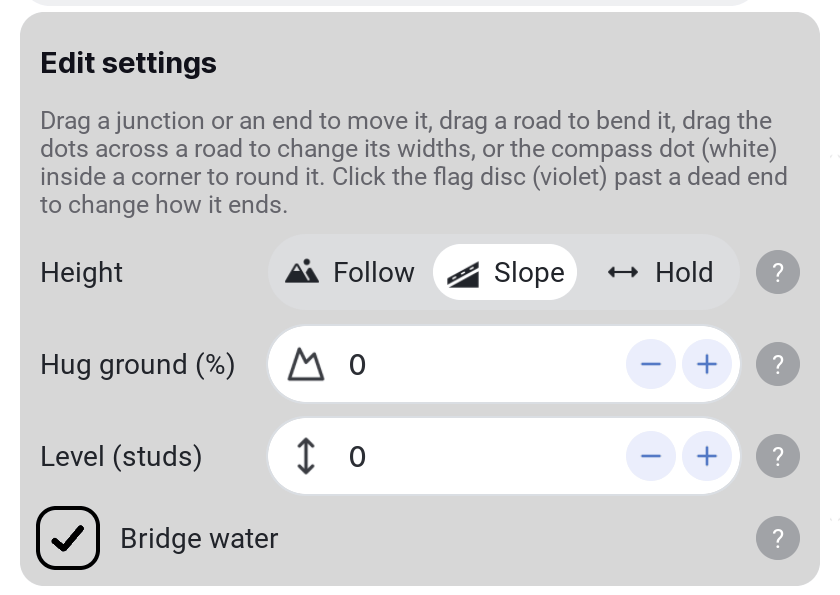 Edit settings
Drag a junction or an end to move it, drag a road to bend it, drag the
dots across a road to change its widths, or the compass dot (white)
inside a corner to round it. Click the flag disc (violet) past a dead end
to change how it ends.
Height Follow Slope Hold ?
Hug ground (%) 0 − + ?
Level (studs) 0 − + ?
Bridge water ?